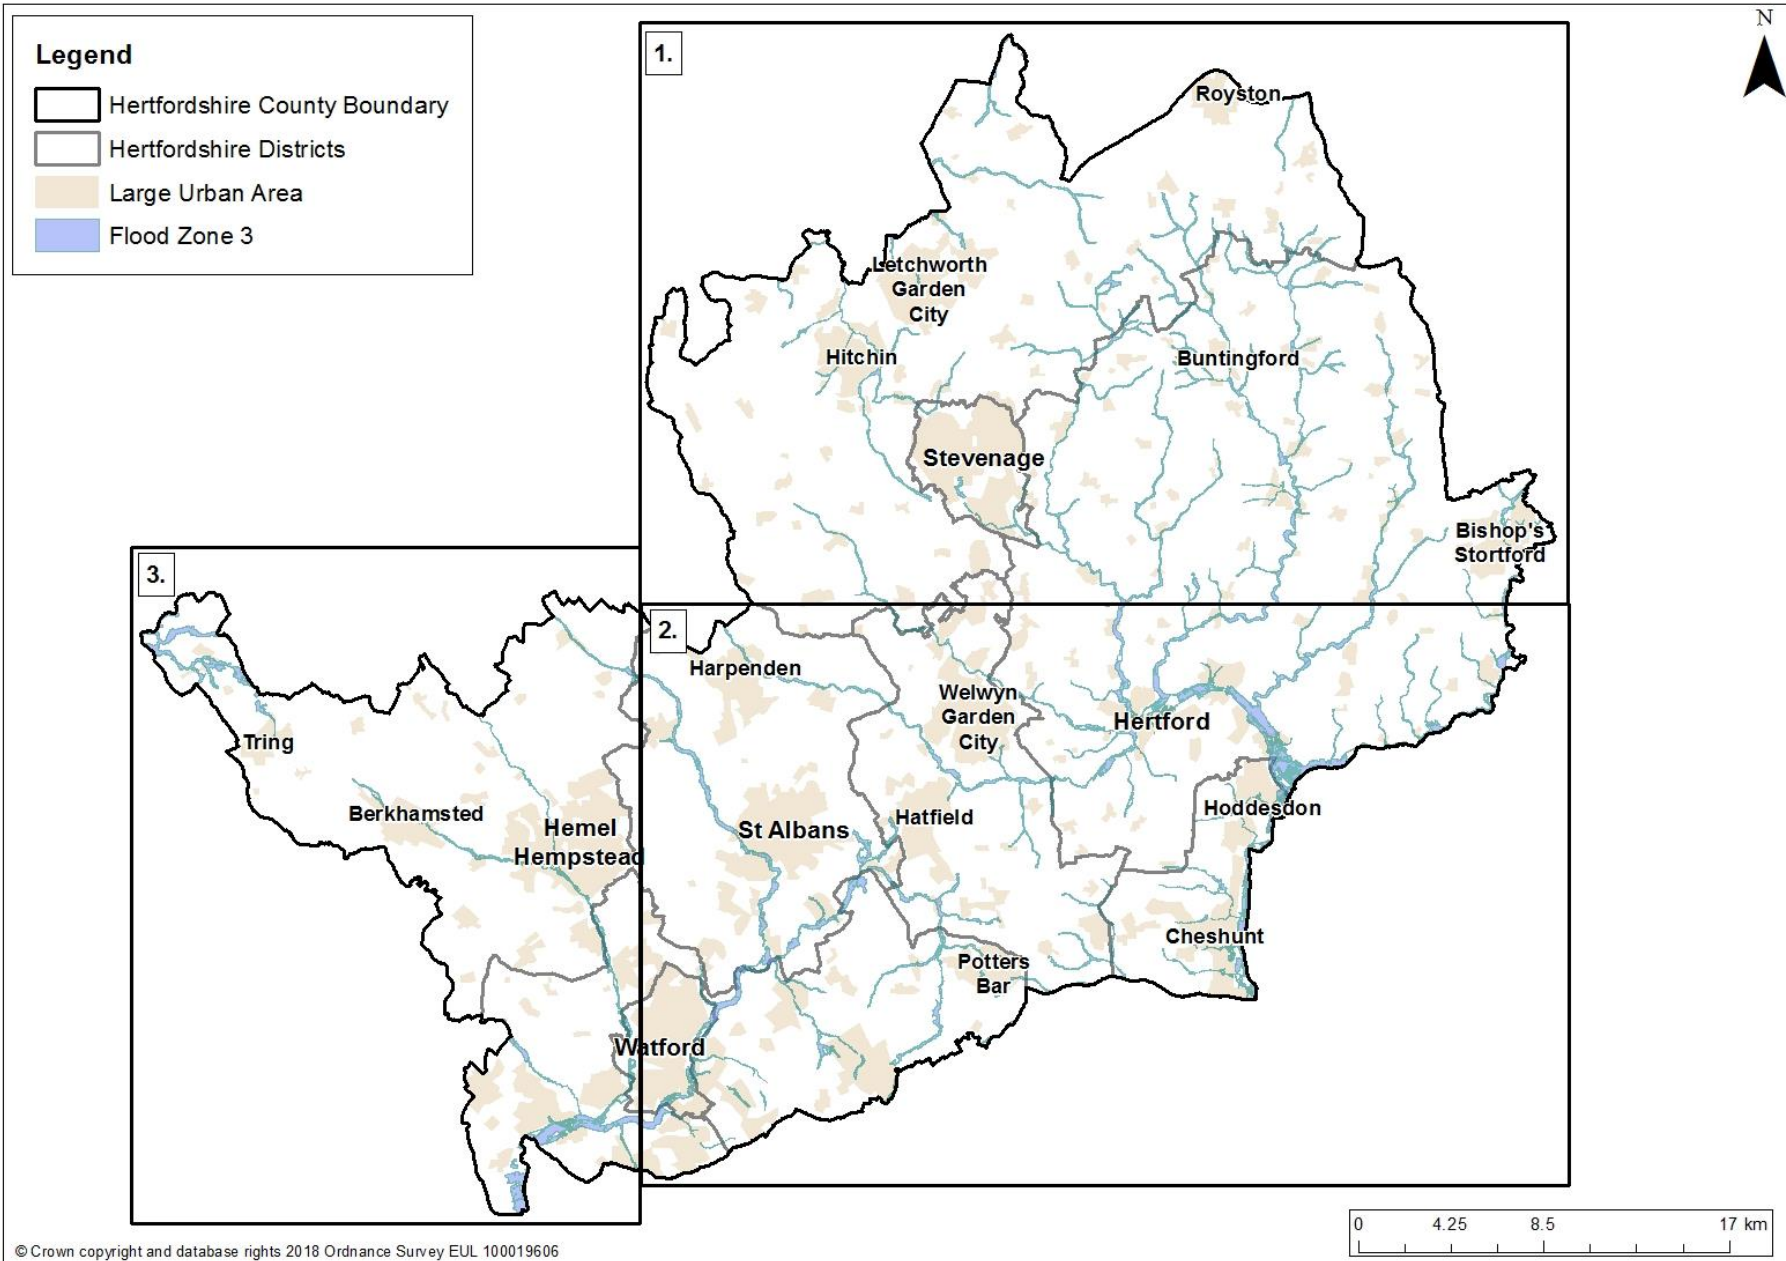 Legend
Hertfordshire County Boundary
Hertfordshire Districts
Large Urban Area
Flood Zone 3
N
1.
Royston
Letchworth
Garden
City
Hitchin
Buntingford
Stevenage
Bishop's
Stortford
3.
2.
Harpenden
Welwyn
Garden
City
Hertford
Tring
Berkhamsted
Hemel
Hempstead
St Albans
Hatfield
Hoddesdon
Cheshunt
Potters
Bar
Watford
0 4.25 8.5 17 km
© Crown copyright and database rights 2018 Ordnance Survey EUL 100019606